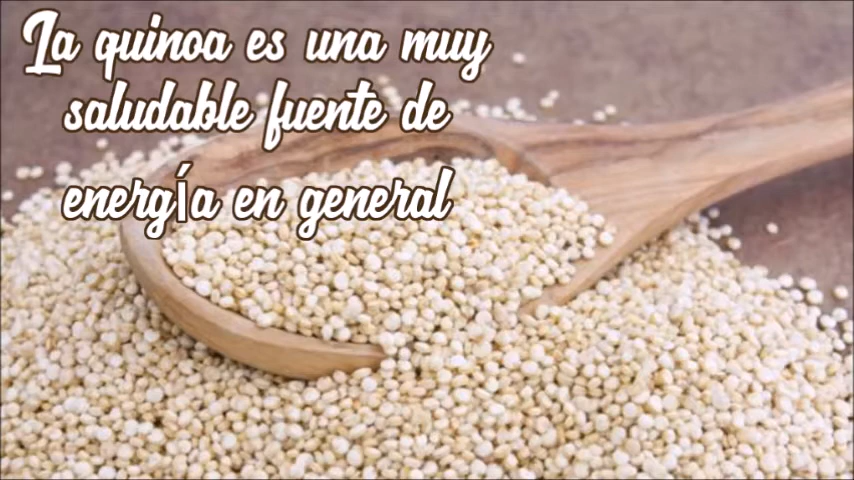 La quinoa es una muy
saludable fuente de
energía en general